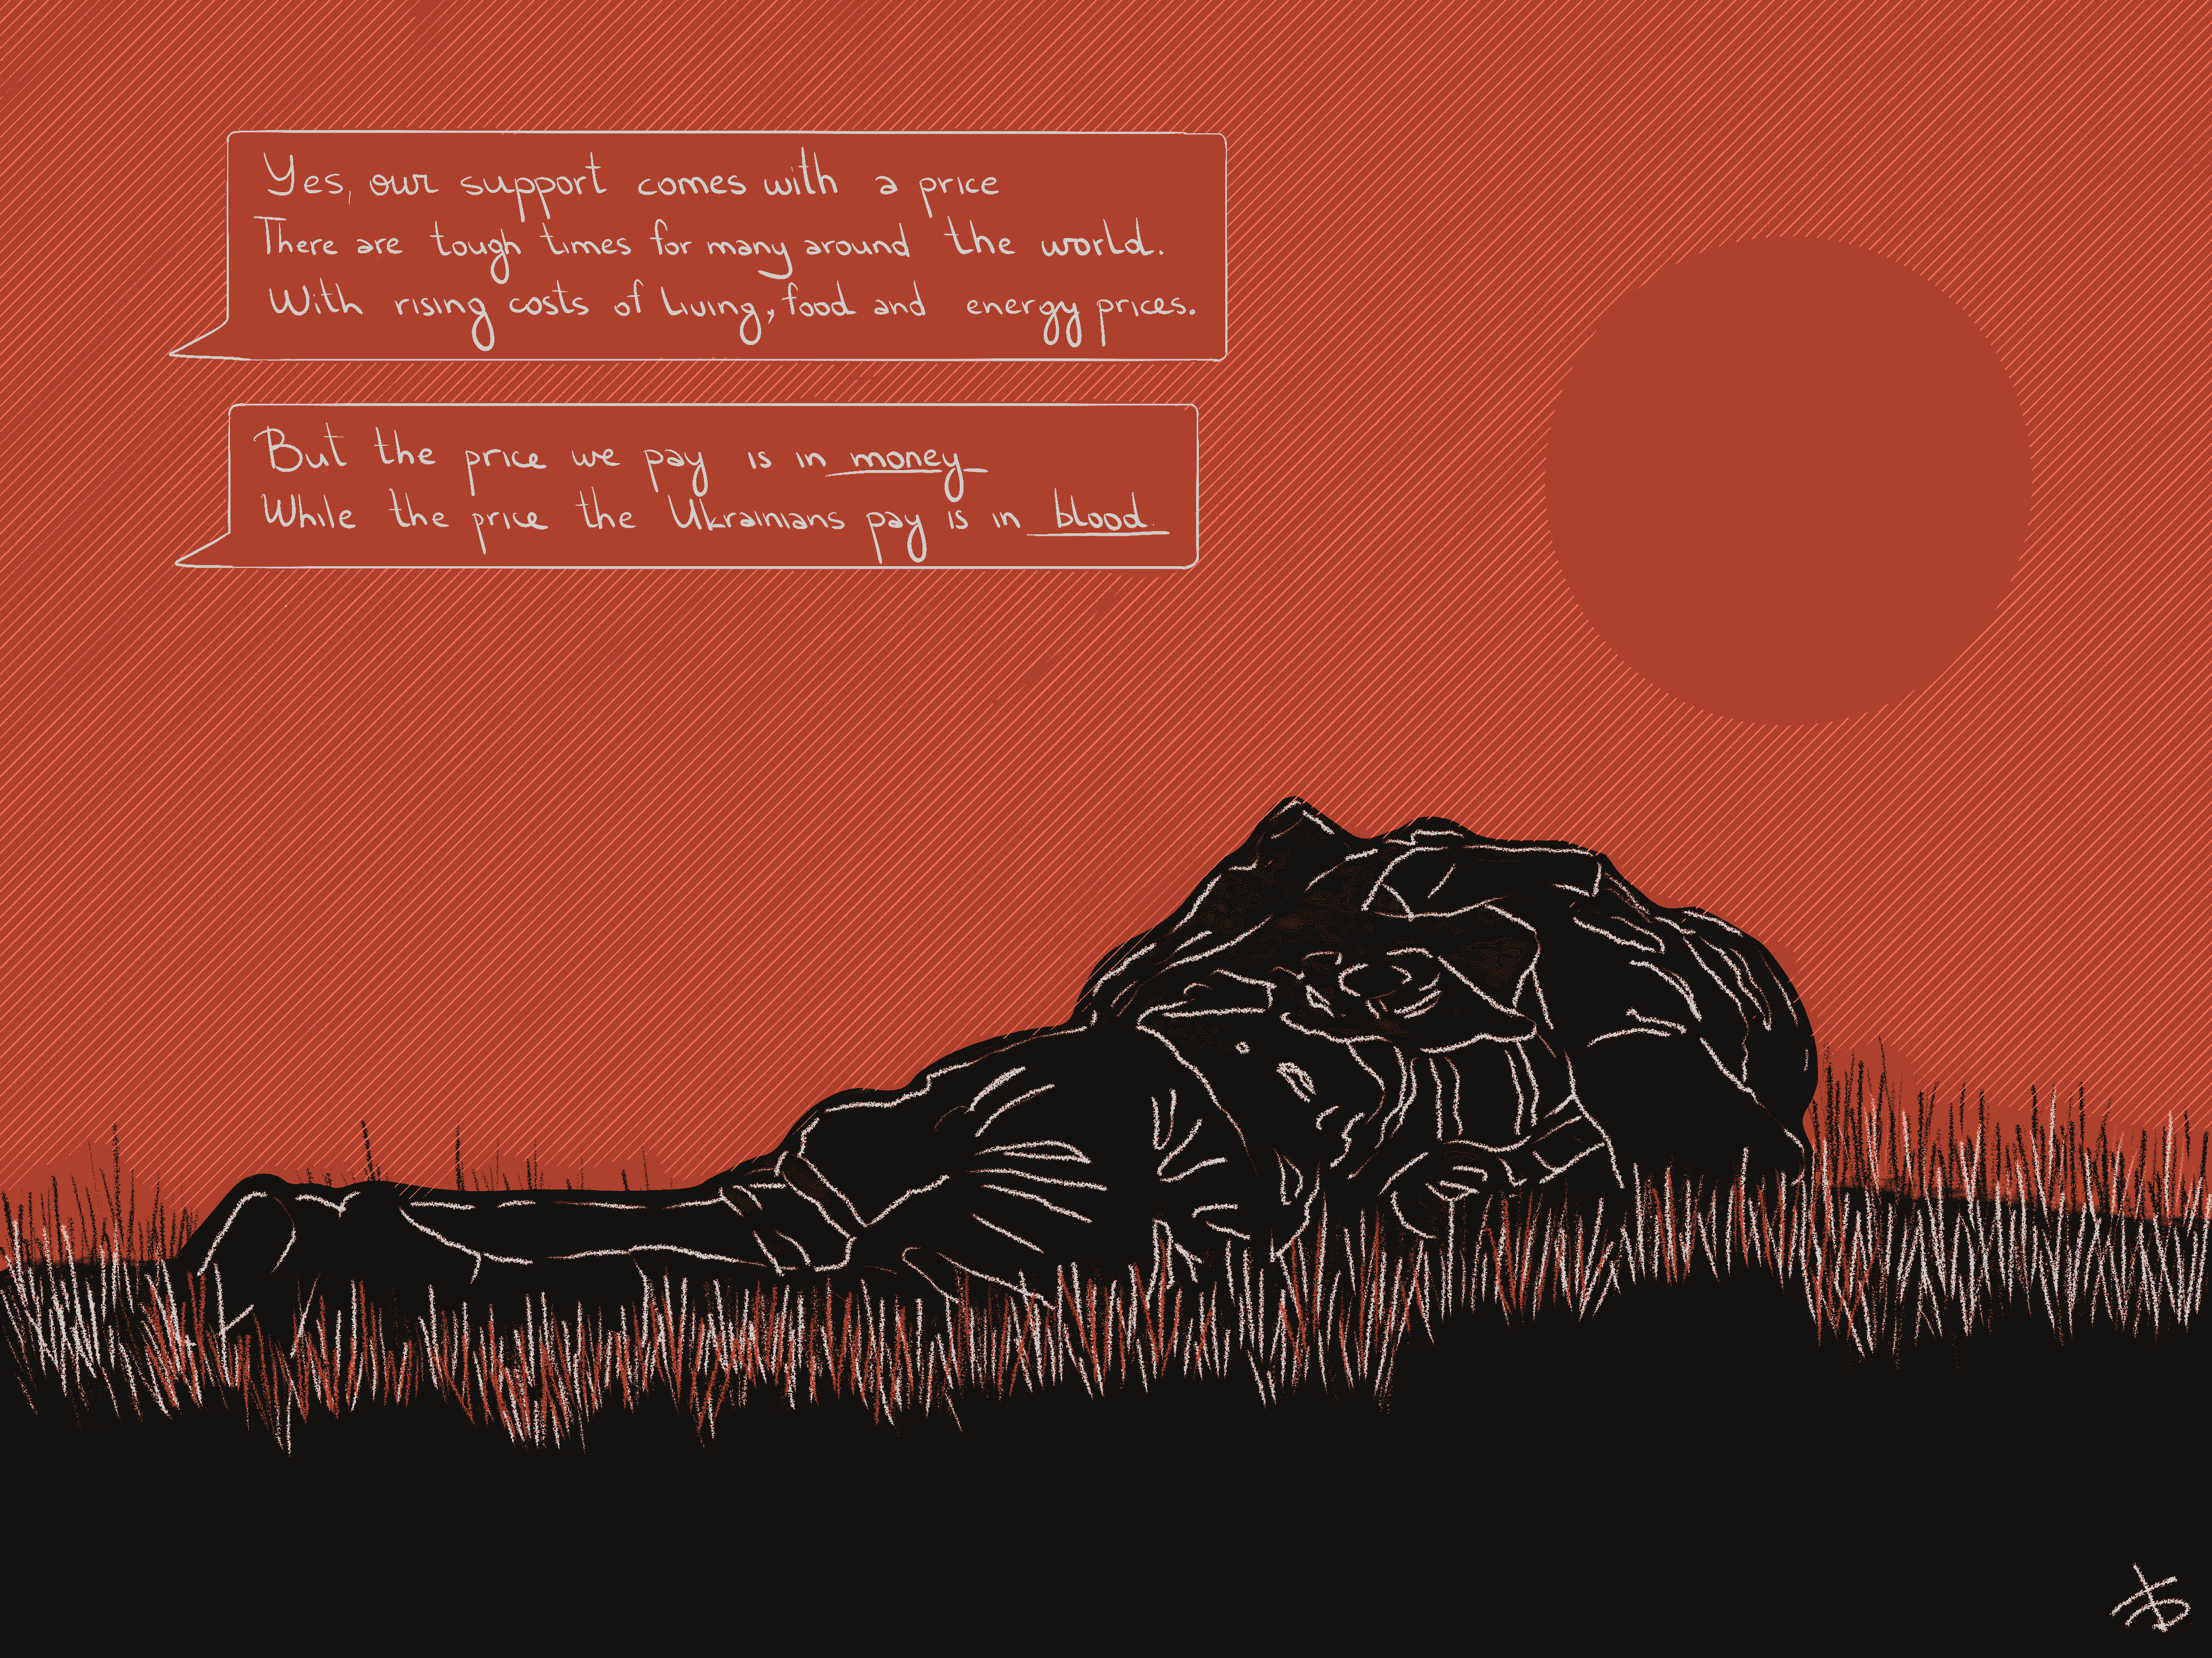 Yes, our support comes with a price
There are tough times for many around the world.
With rising costs of living, food and energy prices.
But the price we pay is in money
While the price the Ukrainians pay is in blood.